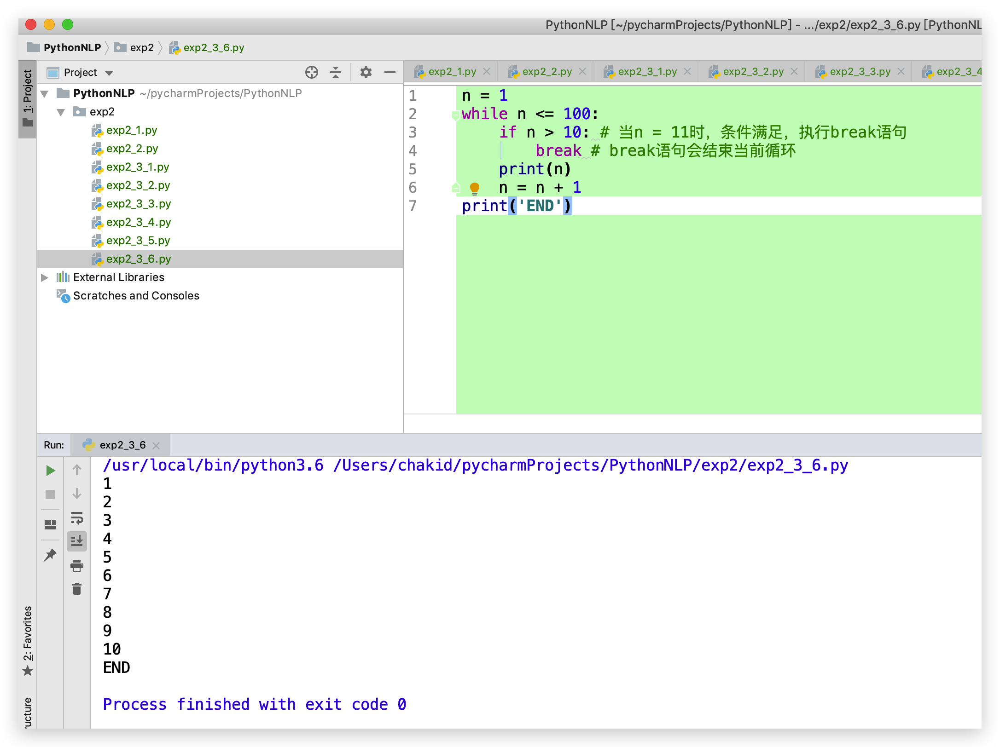 PythonNLP [~/pycharmProjects/PythonNLP] - .../exp2/exp2_3_6.py [PythonNL
PythonNLP exp2 exp2_3_6.py
1: Project
Project
PythonNLP ~/pycharmProjects/PythonNLP
exp2
exp2_1.py
exp2_2.py
exp2_3_1.py
exp2_3_2.py
exp2_3_3.py
exp2_3_4.py
exp2_3_5.py
exp2_3_6.py
External Libraries
Scratches and Consoles
exp2_1.py exp2_2.py exp2_3_1.py exp2_3_2.py exp2_3_3.py exp2_3_4
1 n = 1
2 while n <= 100:
3     if n > 10: # 当n = 11时，条件满足，执行break语句
4         break # break语句会结束当前循环
5     print(n)
6     n = n + 1
7 print('END')
Run: exp2_3_6
/usr/local/bin/python3.6 /Users/chakid/pycharmProjects/PythonNLP/exp2/exp2_3_6.py
1
2
3
4
5
6
7
8
9
10
END
Process finished with exit code 0
2: Favorites
ructure